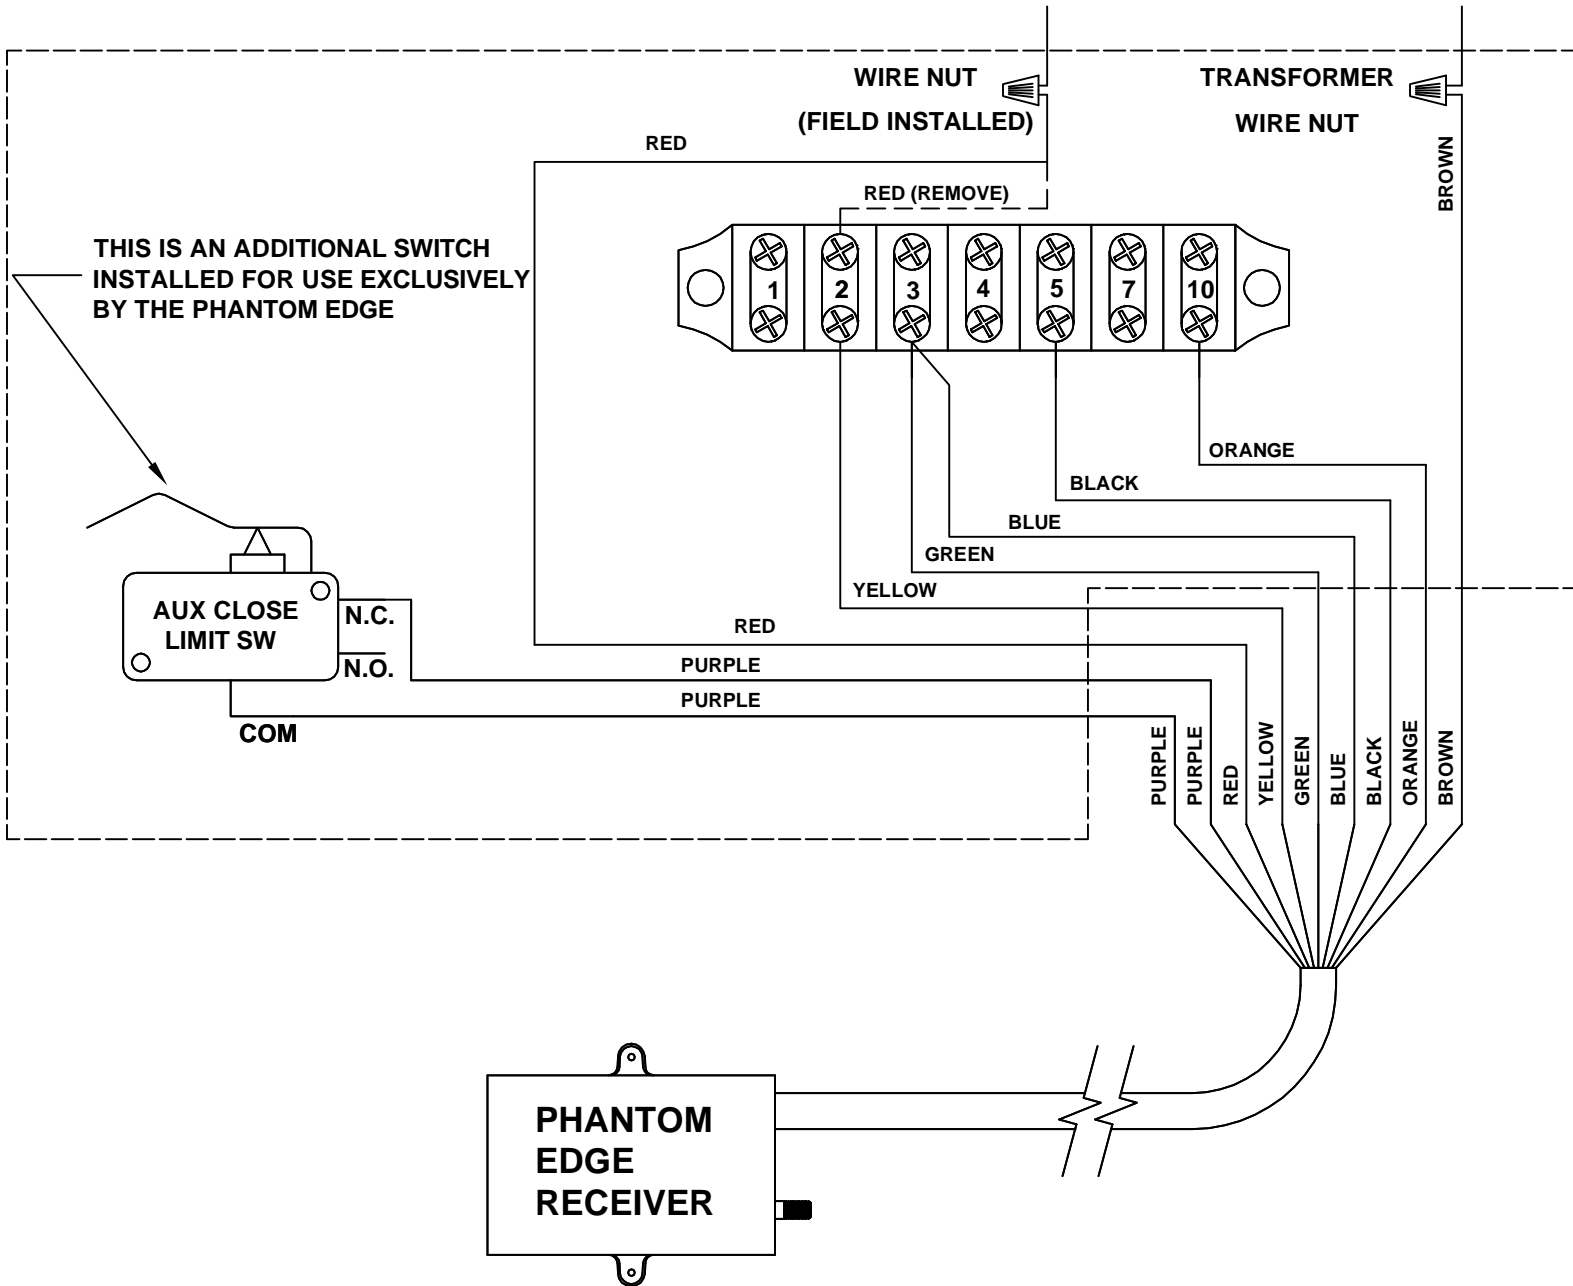 WIRE NUT
(FIELD INSTALLED)
TRANSFORMER
WIRE NUT
RED
BROWN
RED (REMOVE)
THIS IS AN ADDITIONAL SWITCH
INSTALLED FOR USE EXCLUSIVELY
BY THE PHANTOM EDGE
1 2 3 4 5 7 10
ORANGE
BLACK
BLUE
GREEN
YELLOW
AUX CLOSE
LIMIT SW
N.C.
N.O.
COM
RED
PURPLE
PURPLE
PURPLE
PURPLE
RED
YELLOW
GREEN
BLUE
BLACK
ORANGE
BROWN
PHANTOM
EDGE
RECEIVER